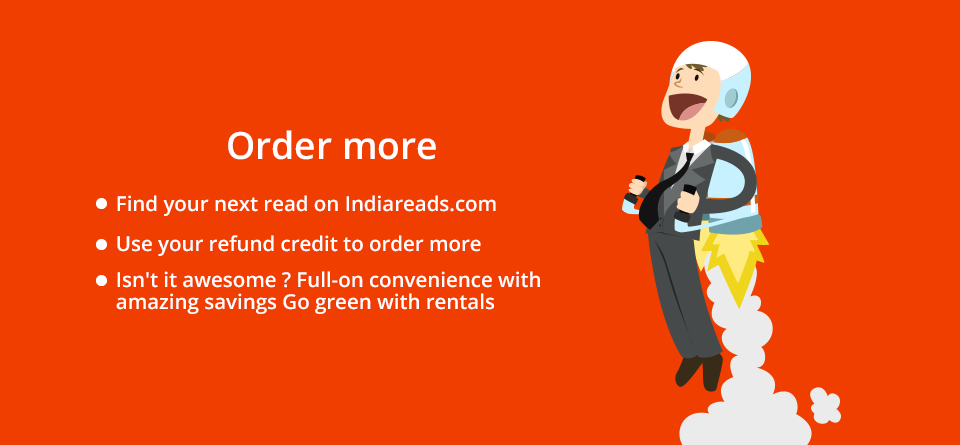 Order more
Find your next read on Indiareads.com
Use your refund credit to order more
Isn't it awesome ? Full-on convenience with
amazing savings Go green with rentals